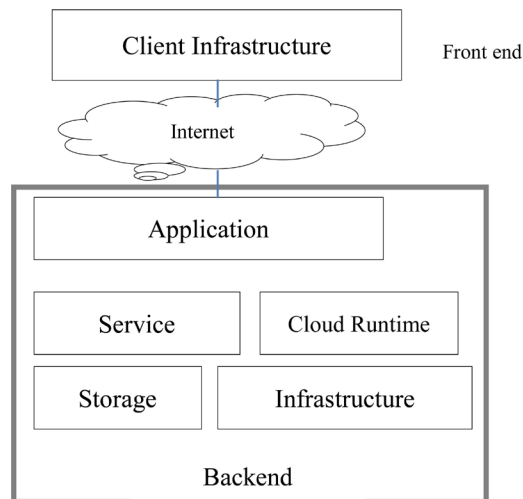 Client Infrastructure
Front end
Internet
Application
Service
Cloud Runtime
Storage
Infrastructure
Backend